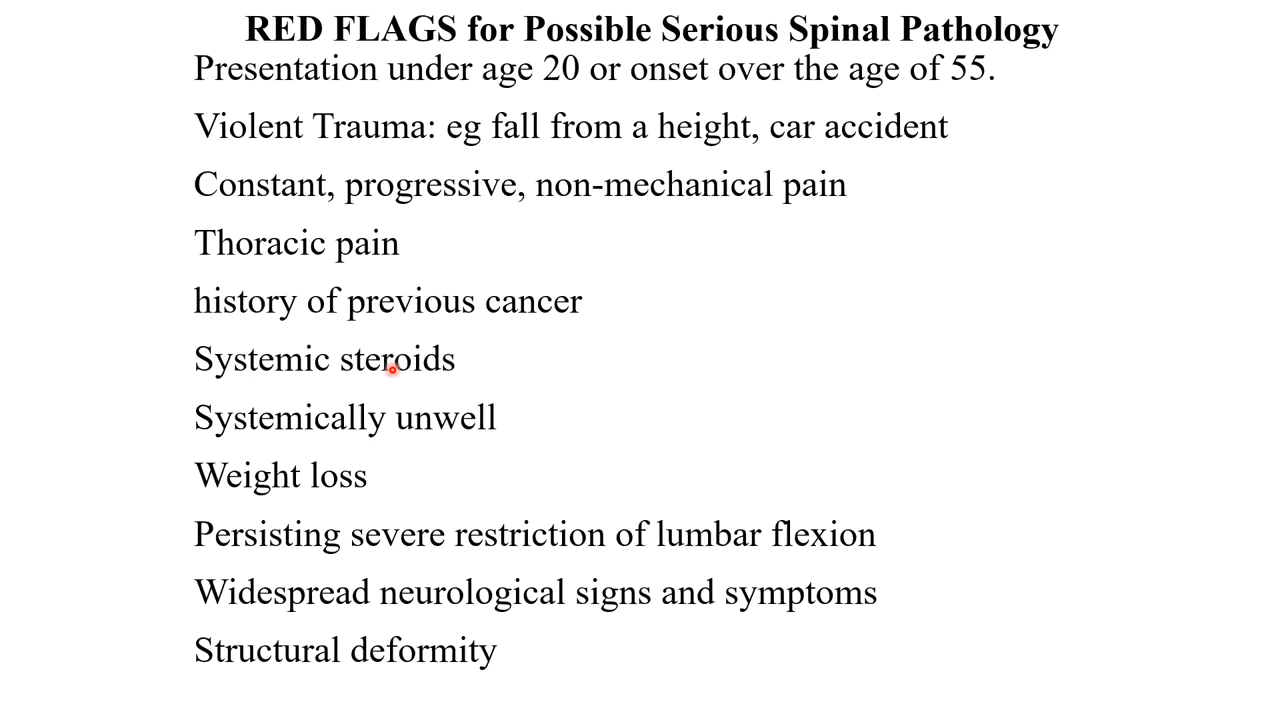 RED FLAGS for Possible Serious Spinal Pathology
Presentation under age 20 or onset over the age of 55.
Violent Trauma: eg fall from a height, car accident
Constant, progressive, non-mechanical pain
Thoracic pain
history of previous cancer
Systemic steroids
Systemically unwell
Weight loss
Persisting severe restriction of lumbar flexion
Widespread neurological signs and symptoms
Structural deformity